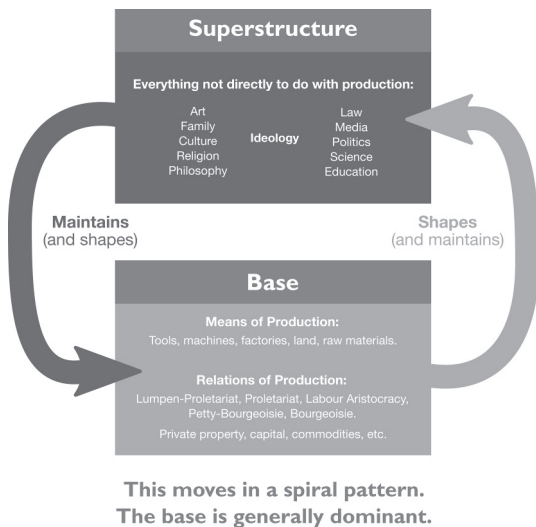 Superstructure
Everything not directly to do with production:
Art
Family
Culture
Religion
Philosophy
Ideology
Law
Media
Politics
Science
Education
Maintains
(and shapes)
Shapes
(and maintains)
Base
Means of Production:
Tools, machines, factories, land, raw materials.
Relations of Production:
Lumpen-Proletariat, Proletariat, Labour Aristocracy,
Petty-Bourgeoisie, Bourgeoisie.
Private property, capital, commodities, etc.
This moves in a spiral pattern.
The base is generally dominant.